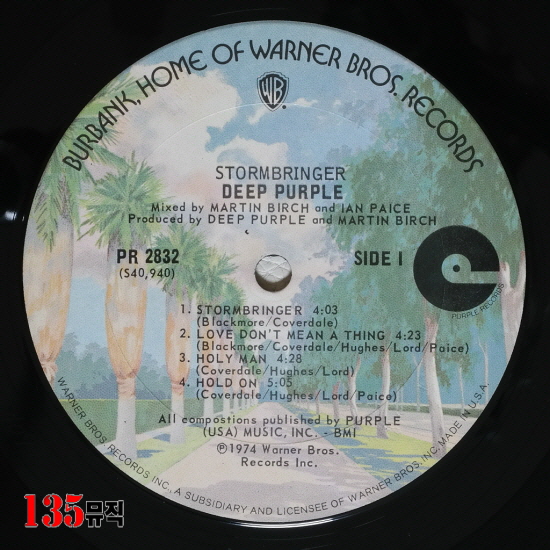 BURBANK, HOME OF WARNER BROS. RECORDS
WB
STORMBRINGER
DEEP PURPLE
Mixed by MARTIN BIRCH and IAN PAICE
Produced by DEEP PURPLE and MARTIN BIRCH
PR 2832
(S40,940)
SIDE I
PURPLE RECORDS
1. STORMBRINGER 4:03
(Blackmore/Coverdale)
2. LOVE DON'T MEAN A THING 4:23
(Blackmore/Coverdale/Hughes/Lord/Paice)
3. HOLY MAN 4:28
(Coverdale/Hughes/Lord)
4. HOLD ON 5:05
(Coverdale/Hughes/Lord/Paice)
All compostions published by PURPLE
(USA) MUSIC, INC. - BMI
℗1974 Warner Bros.
Records Inc.
WARNER BROS. RECORDS INC., A SUBSIDIARY AND LICENSEE OF WARNER BROS. INC. MADE IN U.S.A.
135뮤직